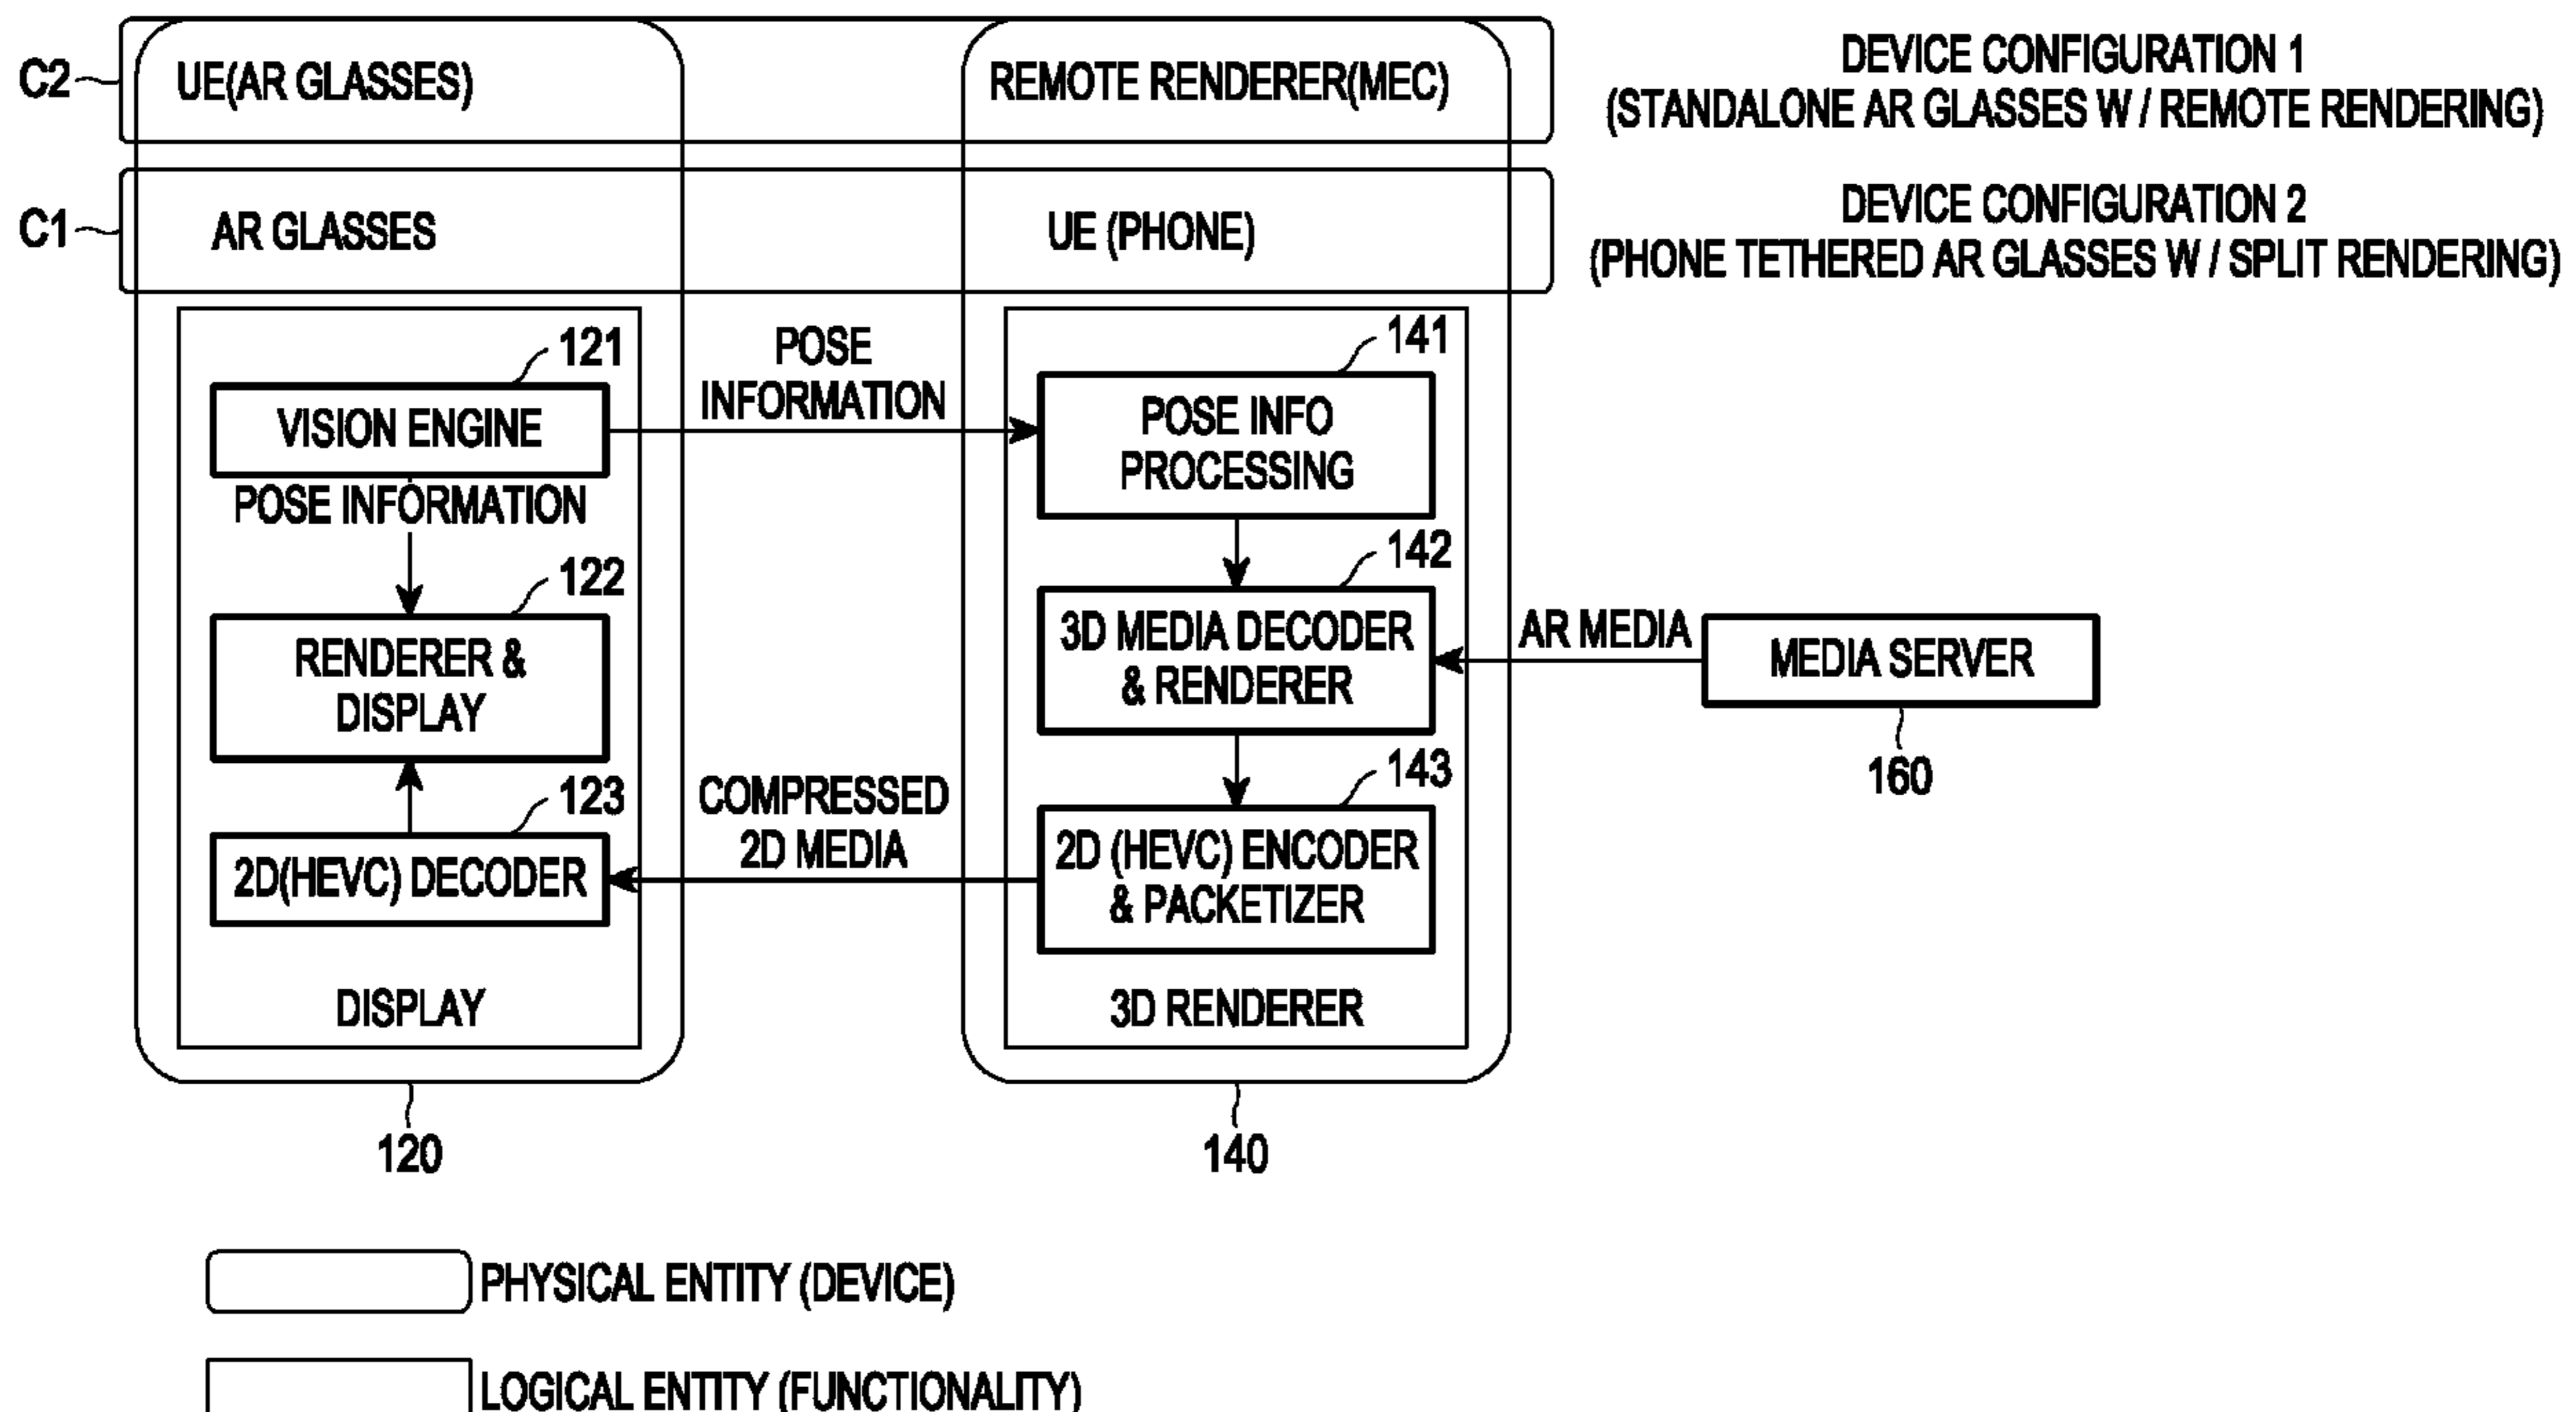 C2
UE(AR GLASSES)
REMOTE RENDERER(MEC)
DEVICE CONFIGURATION 1
(STANDALONE AR GLASSES W / REMOTE RENDERING)
C1
AR GLASSES
UE (PHONE)
DEVICE CONFIGURATION 2
(PHONE TETHERED AR GLASSES W / SPLIT RENDERING)
121
VISION ENGINE
POSE INFORMATION
122
RENDERER &
DISPLAY
123
2D(HEVC) DECODER
DISPLAY
120
POSE
INFORMATION
COMPRESSED
2D MEDIA
141
POSE INFO
PROCESSING
142
3D MEDIA DECODER
& RENDERER
143
2D (HEVC) ENCODER
& PACKETIZER
3D RENDERER
140
AR MEDIA
MEDIA SERVER
160
PHYSICAL ENTITY (DEVICE)
LOGICAL ENTITY (FUNCTIONALITY)